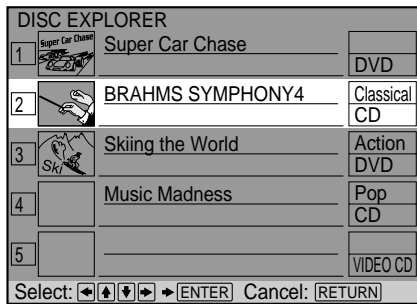 DISC EXPLORER
1 Super Car Chase Super Car Chase
DVD
2 BRAHMS SYMPHONY4 Classical
CD
3 Ski Skiing the World Action
DVD
4 Music Madness Pop
CD
5
VIDEO CD
Select: ENTER Cancel: RETURN